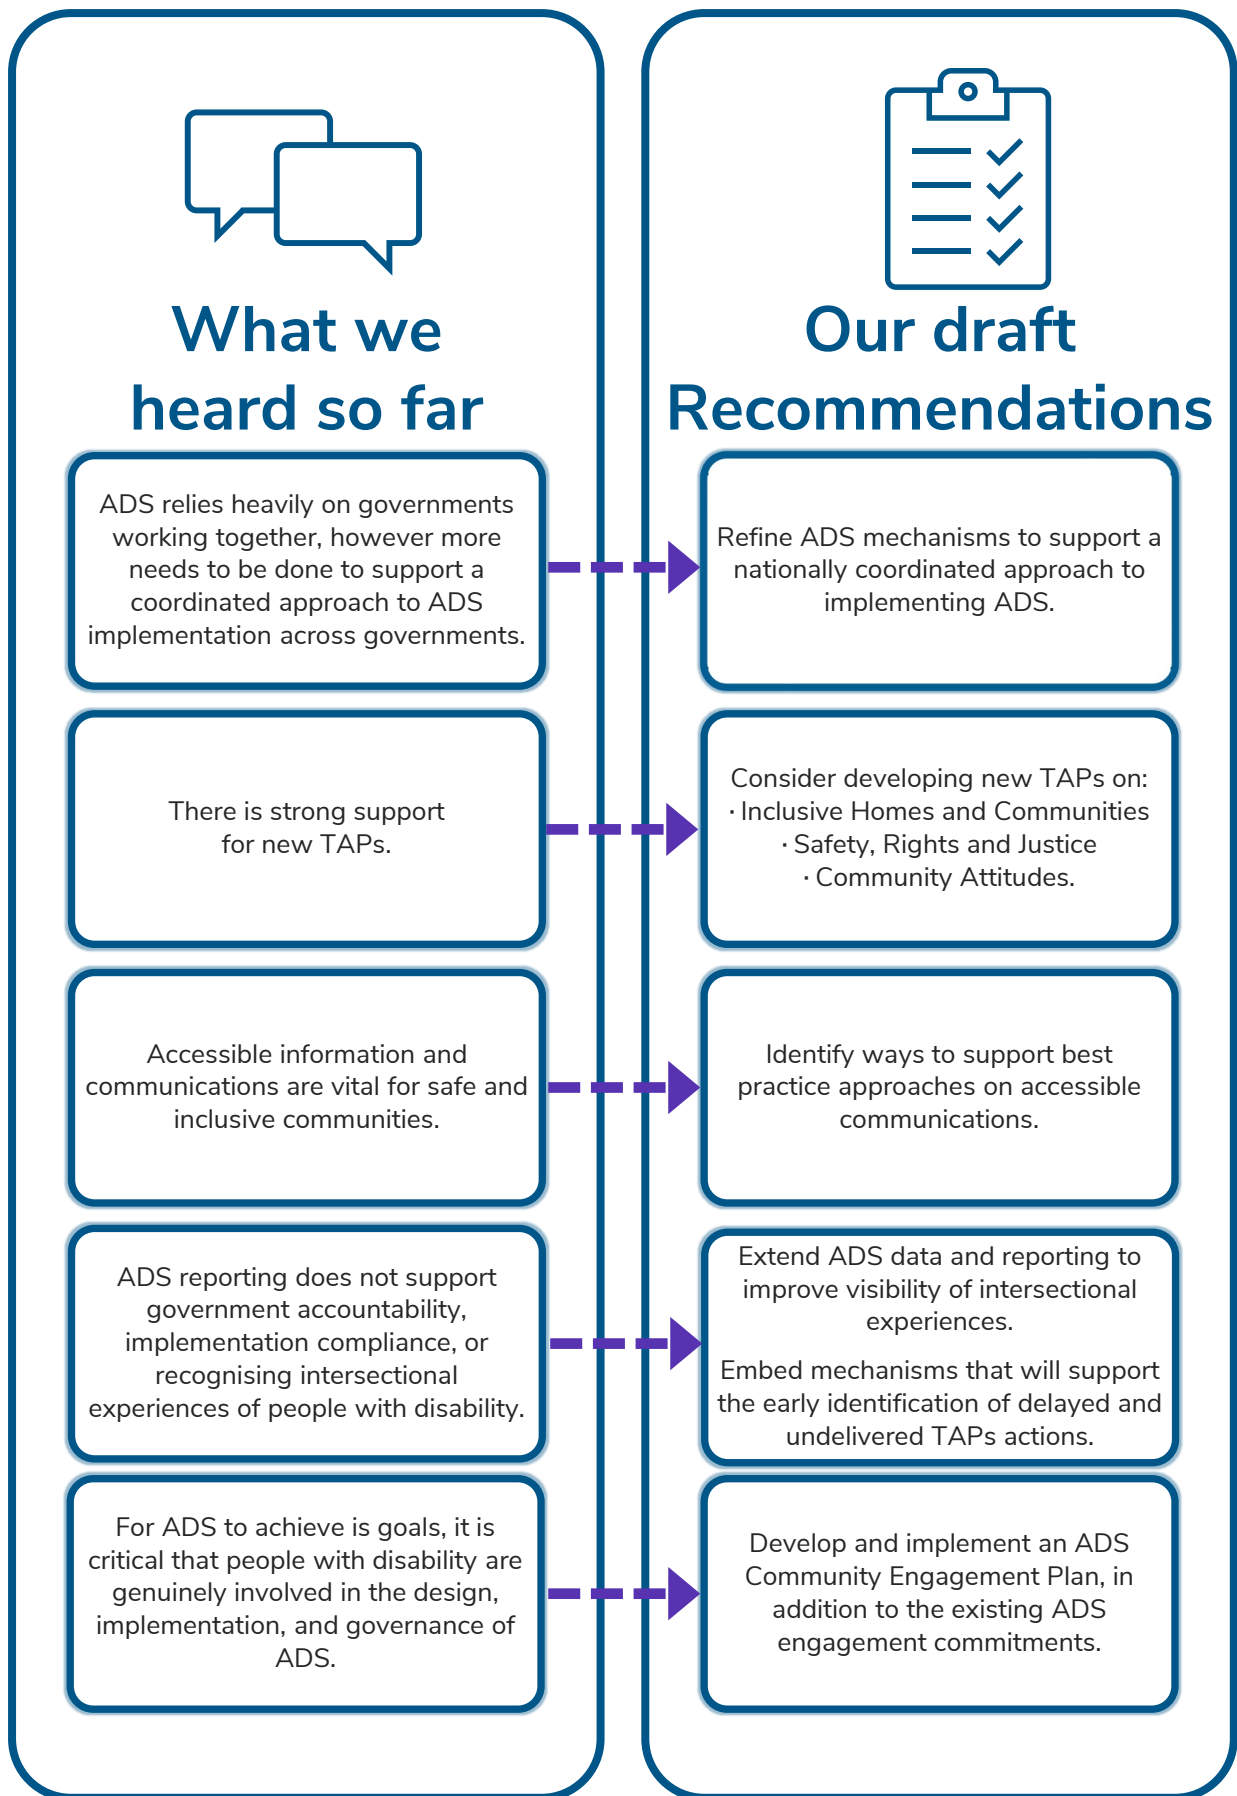 What we
heard so far
ADS relies heavily on governments
working together, however more
needs to be done to support a
coordinated approach to ADS
implementation across governments.
There is strong support
for new TAPs.
Accessible information and
communications are vital for safe and
inclusive communities.
ADS reporting does not support
government accountability,
implementation compliance, or
recognising intersectional
experiences of people with disability.
For ADS to achieve is goals, it is
critical that people with disability are
genuinely involved in the design,
implementation, and governance of
ADS.
Our draft
Recommendations
Refine ADS mechanisms to support a
nationally coordinated approach to
implementing ADS.
Consider developing new TAPs on:
· Inclusive Homes and Communities
· Safety, Rights and Justice
· Community Attitudes.
Identify ways to support best
practice approaches on accessible
communications.
Extend ADS data and reporting to
improve visibility of intersectional
experiences.
Embed mechanisms that will support
the early identification of delayed and
undelivered TAPs actions.
Develop and implement an ADS
Community Engagement Plan, in
addition to the existing ADS
engagement commitments.